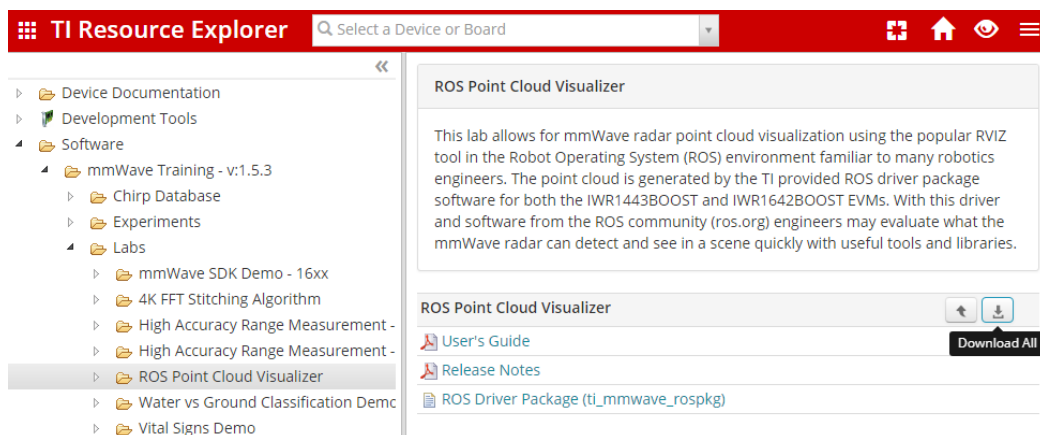 TI Resource Explorer
Select a Device or Board
Device Documentation
Development Tools
Software
mmWave Training - v:1.5.3
Chirp Database
Experiments
Labs
mmWave SDK Demo - 16xx
4K FFT Stitching Algorithm
High Accuracy Range Measurement -
High Accuracy Range Measurement -
ROS Point Cloud Visualizer
Water vs Ground Classification Demo
Vital Signs Demo
ROS Point Cloud Visualizer
This lab allows for mmWave radar point cloud visualization using the popular RVIZ
tool in the Robot Operating System (ROS) environment familiar to many robotics
engineers. The point cloud is generated by the TI provided ROS driver package
software for both the IWR1443BOOST and IWR1642BOOST EVMs. With this driver
and software from the ROS community (ros.org) engineers may evaluate what the
mmWave radar can detect and see in a scene quickly with useful tools and libraries.
ROS Point Cloud Visualizer
Download All
User's Guide
Release Notes
ROS Driver Package (ti_mmwave_rospkg)